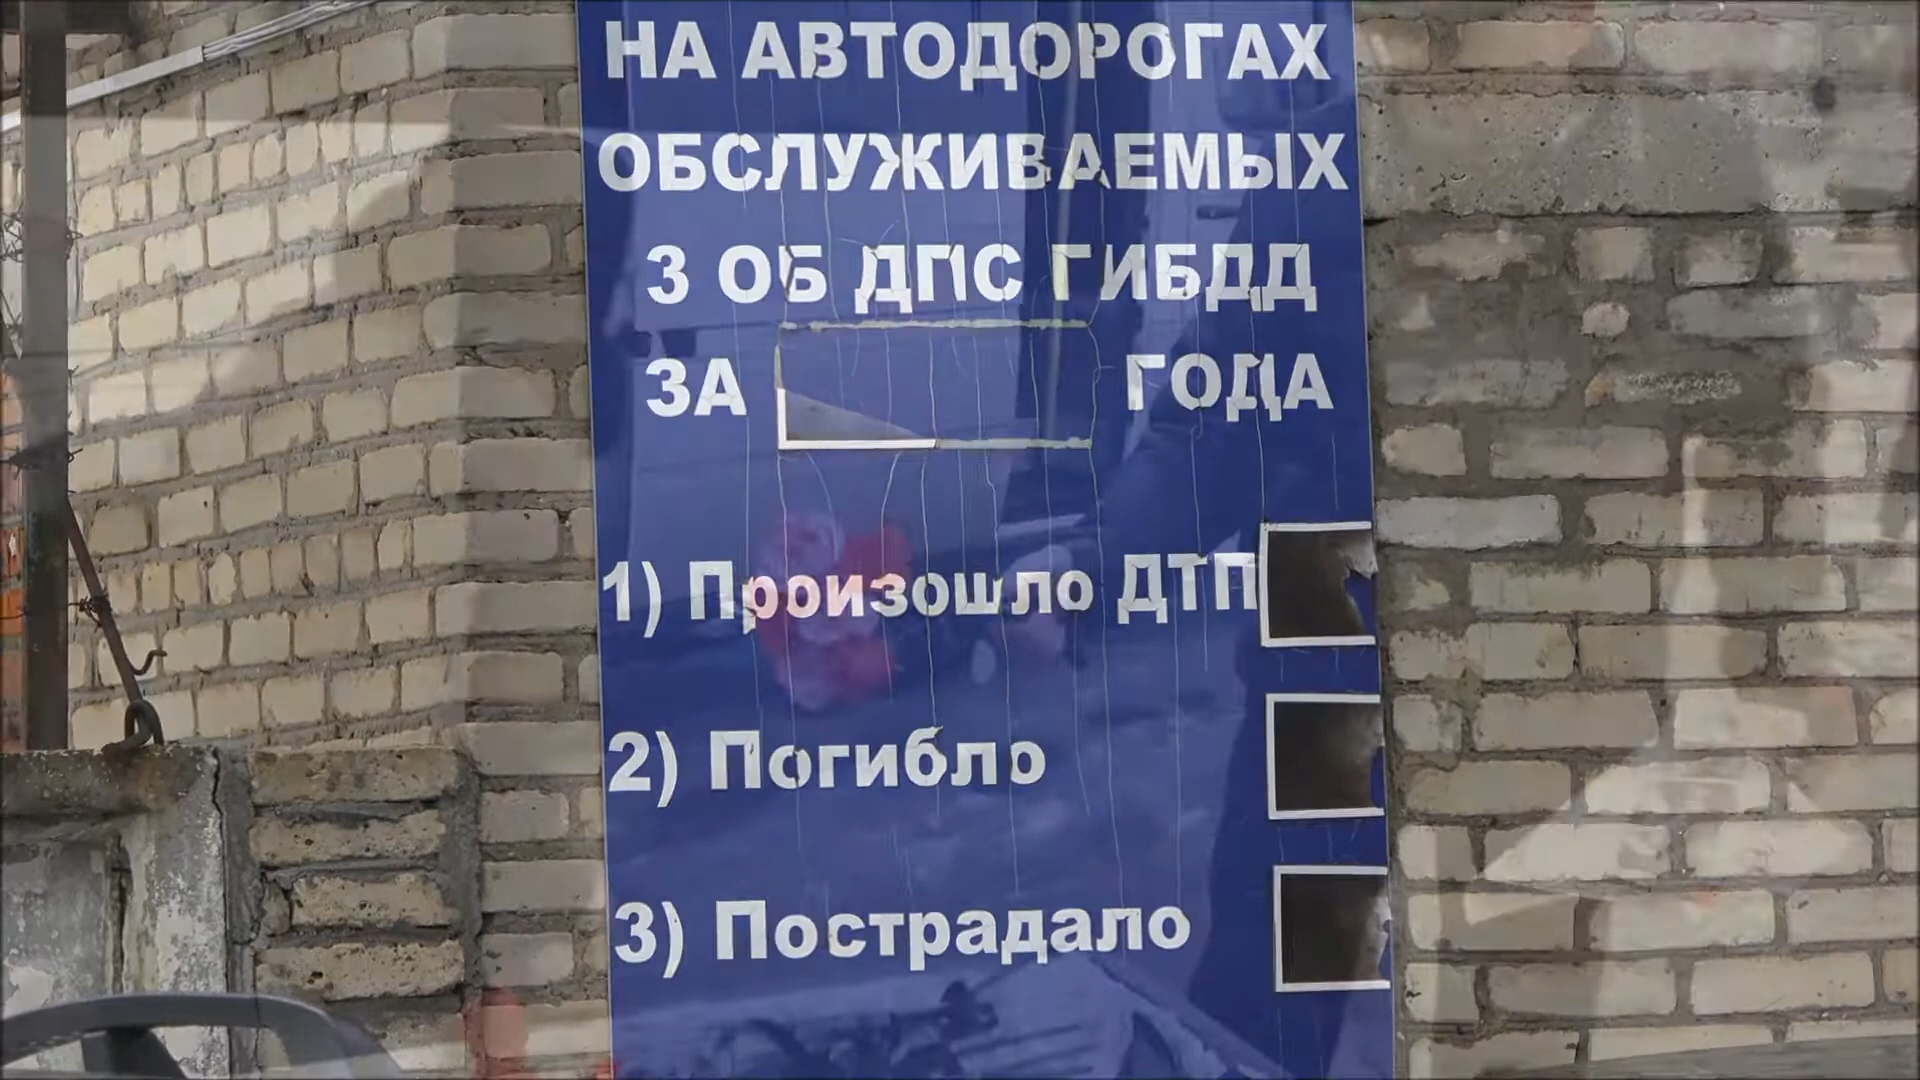 НА АВТОДОРОГАХ
ОБСЛУЖИВАЕМЫХ
3 ОБ ДПС ГИБДД
ЗА ГОДА
1) Произошло ДТП
2) Погибло
3) Пострадало